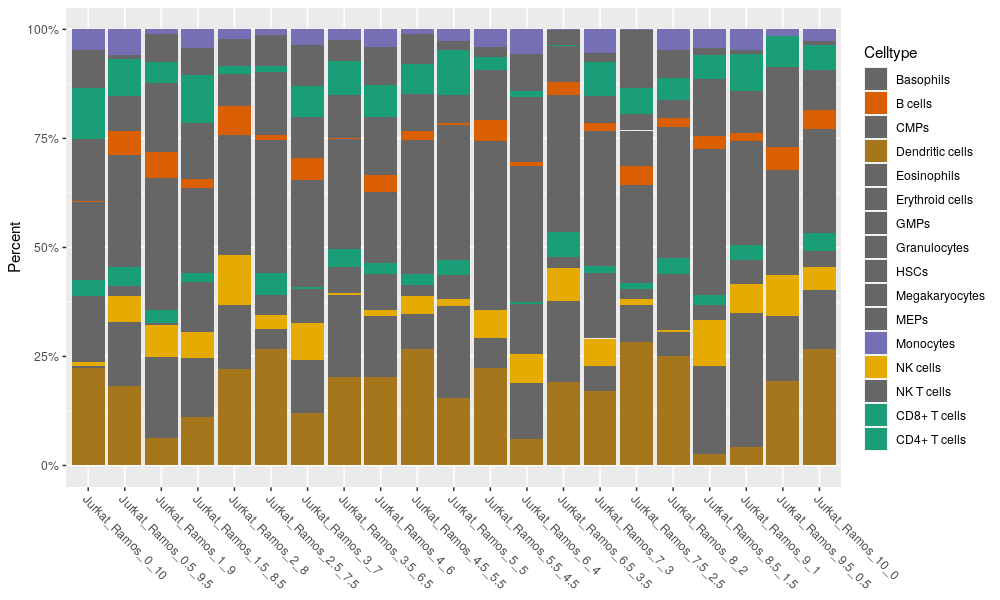 100%
75%
50%
25%
0%
Percent
Jurkat_Ramos_0_10
Jurkat_Ramos_0.5_9.5
Jurkat_Ramos_1_9
Jurkat_Ramos_1.5_8.5
Jurkat_Ramos_2_8
Jurkat_Ramos_2.5_7.5
Jurkat_Ramos_3_7
Jurkat_Ramos_3.5_6.5
Jurkat_Ramos_4_6
Jurkat_Ramos_4.5_5.5
Jurkat_Ramos_5_5
Jurkat_Ramos_5.5_4.5
Jurkat_Ramos_6_4
Jurkat_Ramos_6.5_3.5
Jurkat_Ramos_7_3
Jurkat_Ramos_7.5_2.5
Jurkat_Ramos_8_2
Jurkat_Ramos_8.5_1.5
Jurkat_Ramos_9_1
Jurkat_Ramos_9.5_0.5
Jurkat_Ramos_10_0
Celltype
Basophils
B cells
CMPs
Dendritic cells
Eosinophils
Erythroid cells
GMPs
Granulocytes
HSCs
Megakaryocytes
MEPs
Monocytes
NK cells
NK T cells
CD8+ T cells
CD4+ T cells